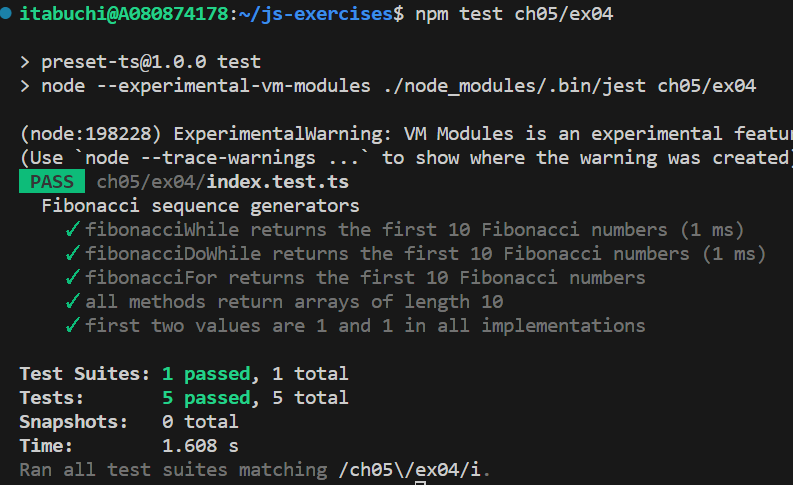 itabuchi@A080874178:~/js-exercises$ npm test ch05/ex04
> preset-ts@1.0.0 test
> node --experimental-vm-modules ./node_modules/.bin/jest ch05/ex04
(node:198228) ExperimentalWarning: VM Modules is an experimental featur
(Use `node --trace-warnings ...` to show where the warning was created)
PASS ch05/ex04/index.test.ts
Fibonacci sequence generators
✓ fibonacciWhile returns the first 10 Fibonacci numbers (1 ms)
✓ fibonacciDoWhile returns the first 10 Fibonacci numbers (1 ms)
✓ fibonacciFor returns the first 10 Fibonacci numbers
✓ all methods return arrays of length 10
✓ first two values are 1 and 1 in all implementations
Test Suites: 1 passed, 1 total
Tests: 5 passed, 5 total
Snapshots: 0 total
Time: 1.608 s
Ran all test suites matching /ch05\/ex04/i.